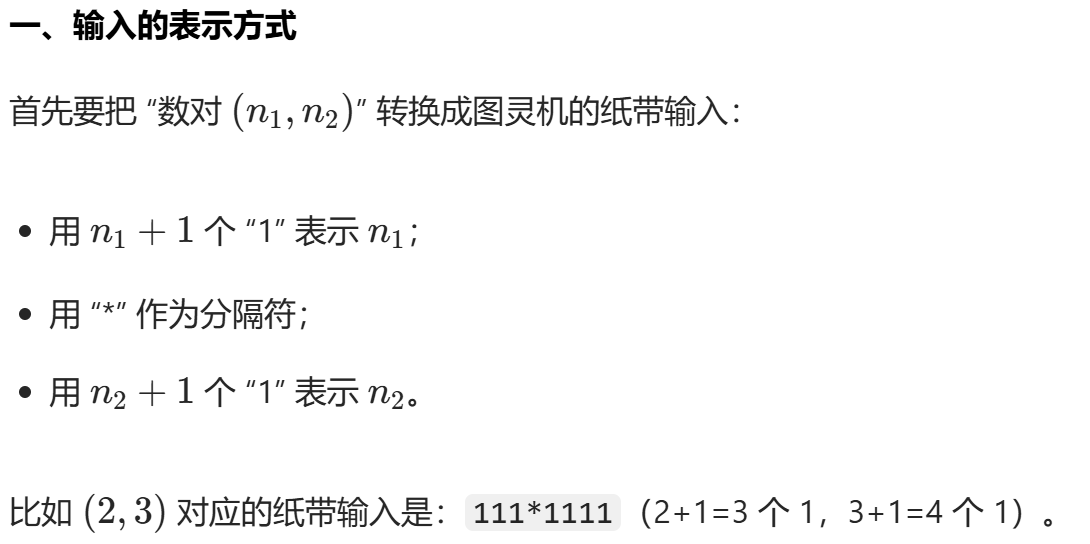 一、输入的表示方式
首先要把 “数对 (n₁, n₂)” 转换成图灵机的纸带输入：
• 用 n₁ + 1 个 “1” 表示 n₁；
• 用 “*” 作为分隔符；
• 用 n₂ + 1 个 “1” 表示 n₂。
比如 (2, 3) 对应的纸带输入是： 111*1111 （2+1=3 个 1，3+1=4 个 1）。